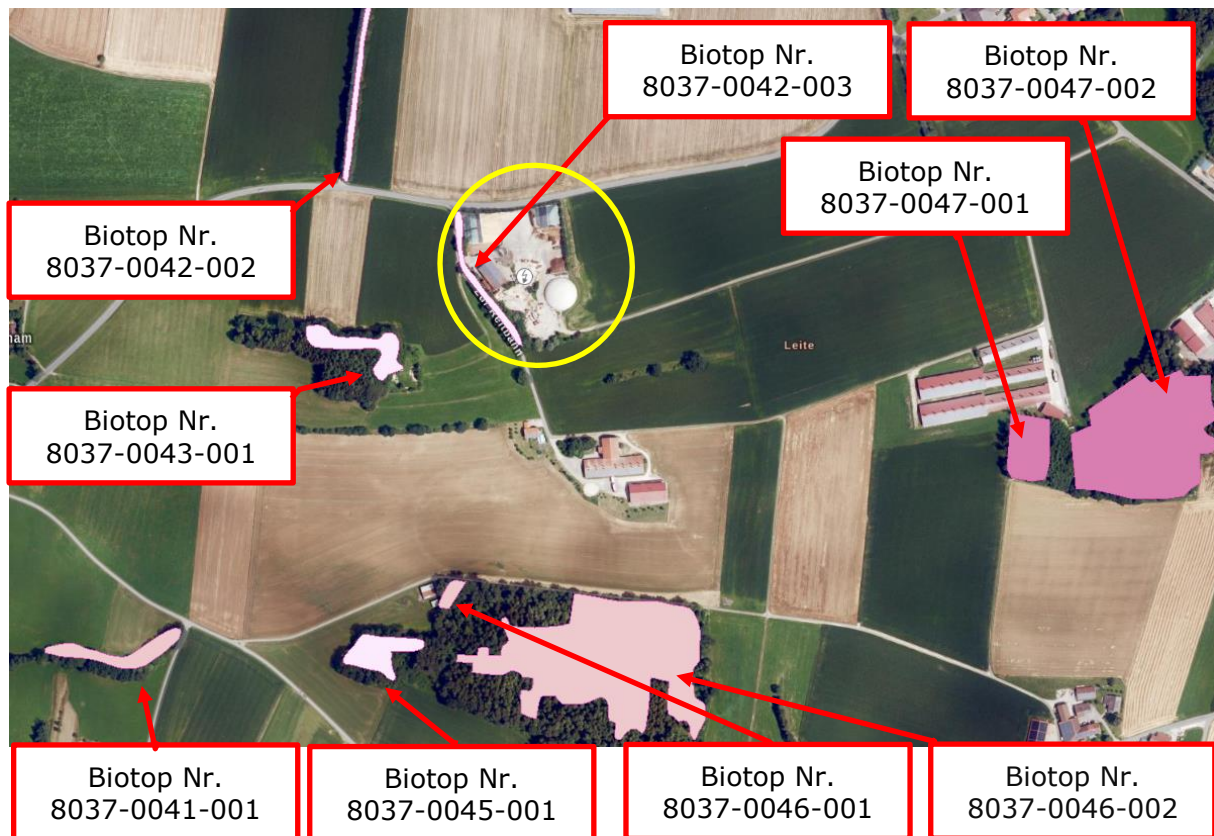 Biotop Nr.
8037-0042-003
Biotop Nr.
8037-0047-002
Biotop Nr.
8037-0047-001
Biotop Nr.
8037-0042-002
Leite
Biotop Nr.
8037-0043-001
Biotop Nr.
8037-0041-001
Biotop Nr.
8037-0045-001
Biotop Nr.
8037-0046-001
Biotop Nr.
8037-0046-002